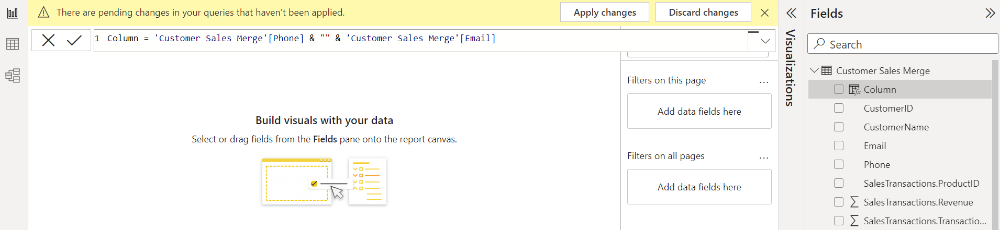 There are pending changes in your queries that haven't been applied.
Apply changes
Discard changes
1 Column = 'Customer Sales Merge'[Phone] & "" & 'Customer Sales Merge'[Email]
Build visuals with your data
Select or drag fields from the Fields pane onto the report canvas.
Filters on this page
...
Add data fields here
Filters on all pages
...
Add data fields here
Visualizations
Fields
Search
Customer Sales Merge
Column
CustomerID
CustomerName
Email
Phone
SalesTransactions.ProductID
∑ SalesTransactions.Revenue
∑ SalesTransactions.Transactio...